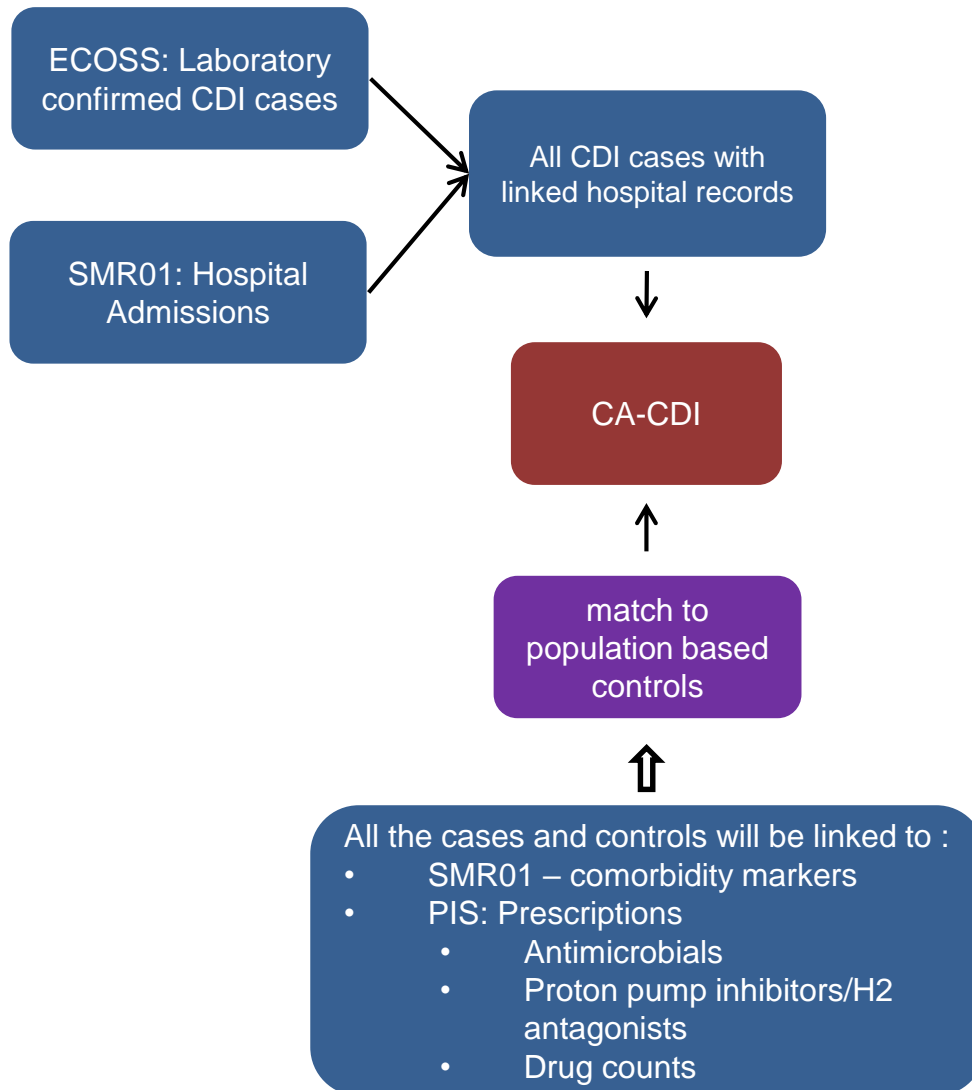 ECOSS: Laboratory
confirmed CDI cases
All CDI cases with
linked hospital records
SMR01: Hospital
Admissions
CA-CDI
match to
population based
controls
All the cases and controls will be linked to :
• SMR01 – comorbidity markers
• PIS: Prescriptions
• Antimicrobials
• Proton pump inhibitors/H2
antagonists
• Drug counts